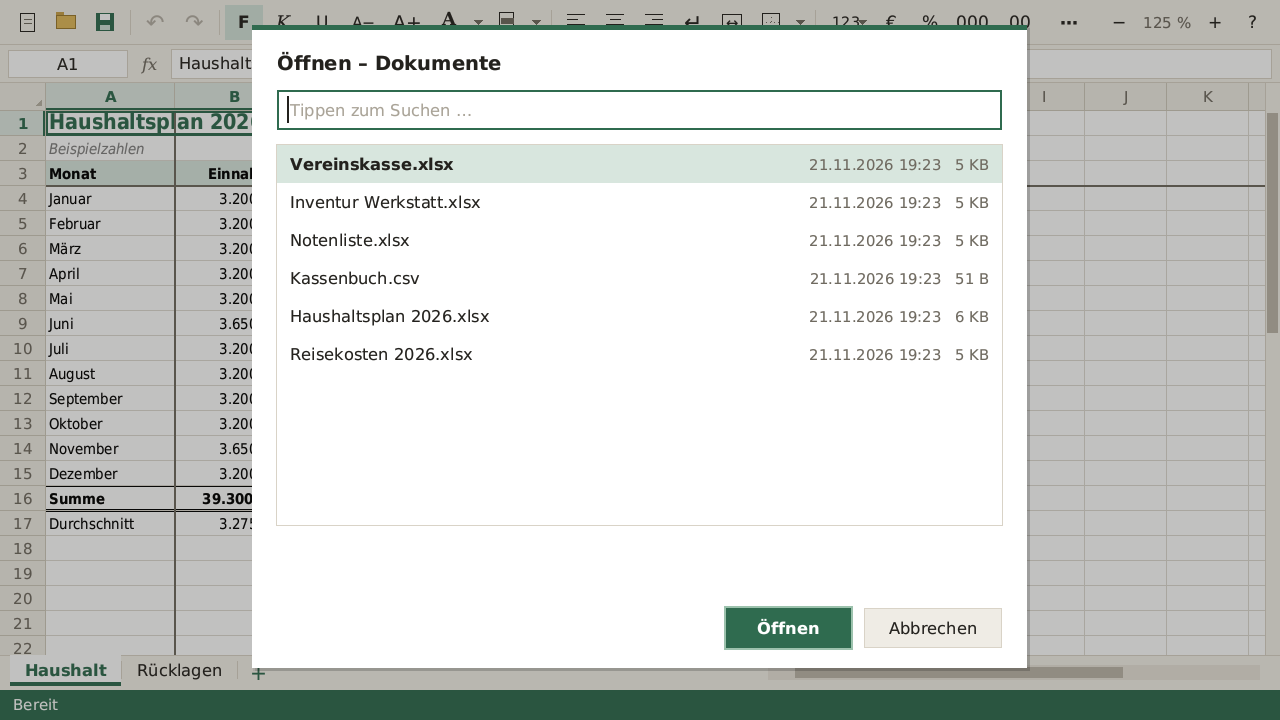 F K U A− A+ A 123 € % 000 00 ··· − 125 % + ?
A1 fx Haushalt
Öffnen – Dokumente
Tippen zum Suchen …
Vereinskasse.xlsx 21.11.2026 19:23 5 KB
Inventur Werkstatt.xlsx 21.11.2026 19:23 5 KB
Notenliste.xlsx 21.11.2026 19:23 5 KB
Kassenbuch.csv 21.11.2026 19:23 51 B
Haushaltsplan 2026.xlsx 21.11.2026 19:23 6 KB
Reisekosten 2026.xlsx 21.11.2026 19:23 5 KB
Öffnen Abbrechen
A B I J K
1 Haushaltsplan 202
2 Beispielzahlen
3 Monat Einnah
4 Januar 3.200
5 Februar 3.200
6 März 3.200
7 April 3.200
8 Mai 3.200
9 Juni 3.650
10 Juli 3.200
11 August 3.200
12 September 3.200
13 Oktober 3.200
14 November 3.650
15 Dezember 3.200
16 Summe 39.300
17 Durchschnitt 3.275
18
19
20
21
22
Haushalt Rücklagen +
Bereit